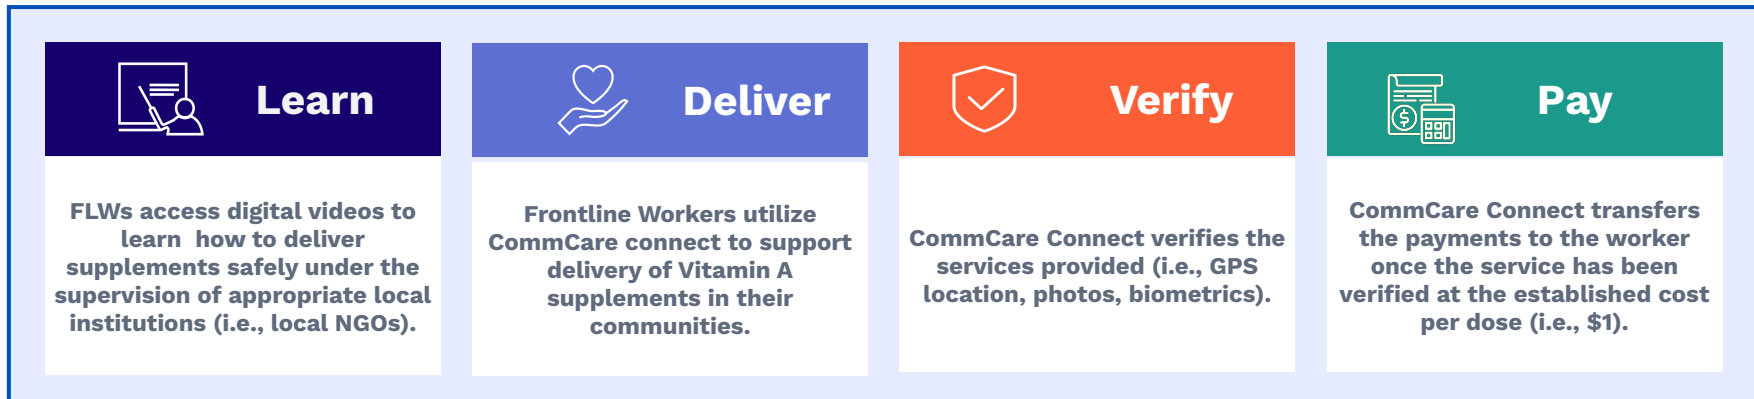 Learn
FLWs access digital videos to
learn  how to deliver
supplements safely under the
supervision of appropriate local
institutions (i.e., local NGOs).
Deliver
Frontline Workers utilize
CommCare connect to support
delivery of Vitamin A
supplements in their
communities.
Verify
CommCare Connect verifies the
services provided (i.e., GPS
location, photos, biometrics).
Pay
$
CommCare Connect transfers
the payments to the worker
once the service has been
verified at the established cost
per dose (i.e., $1).